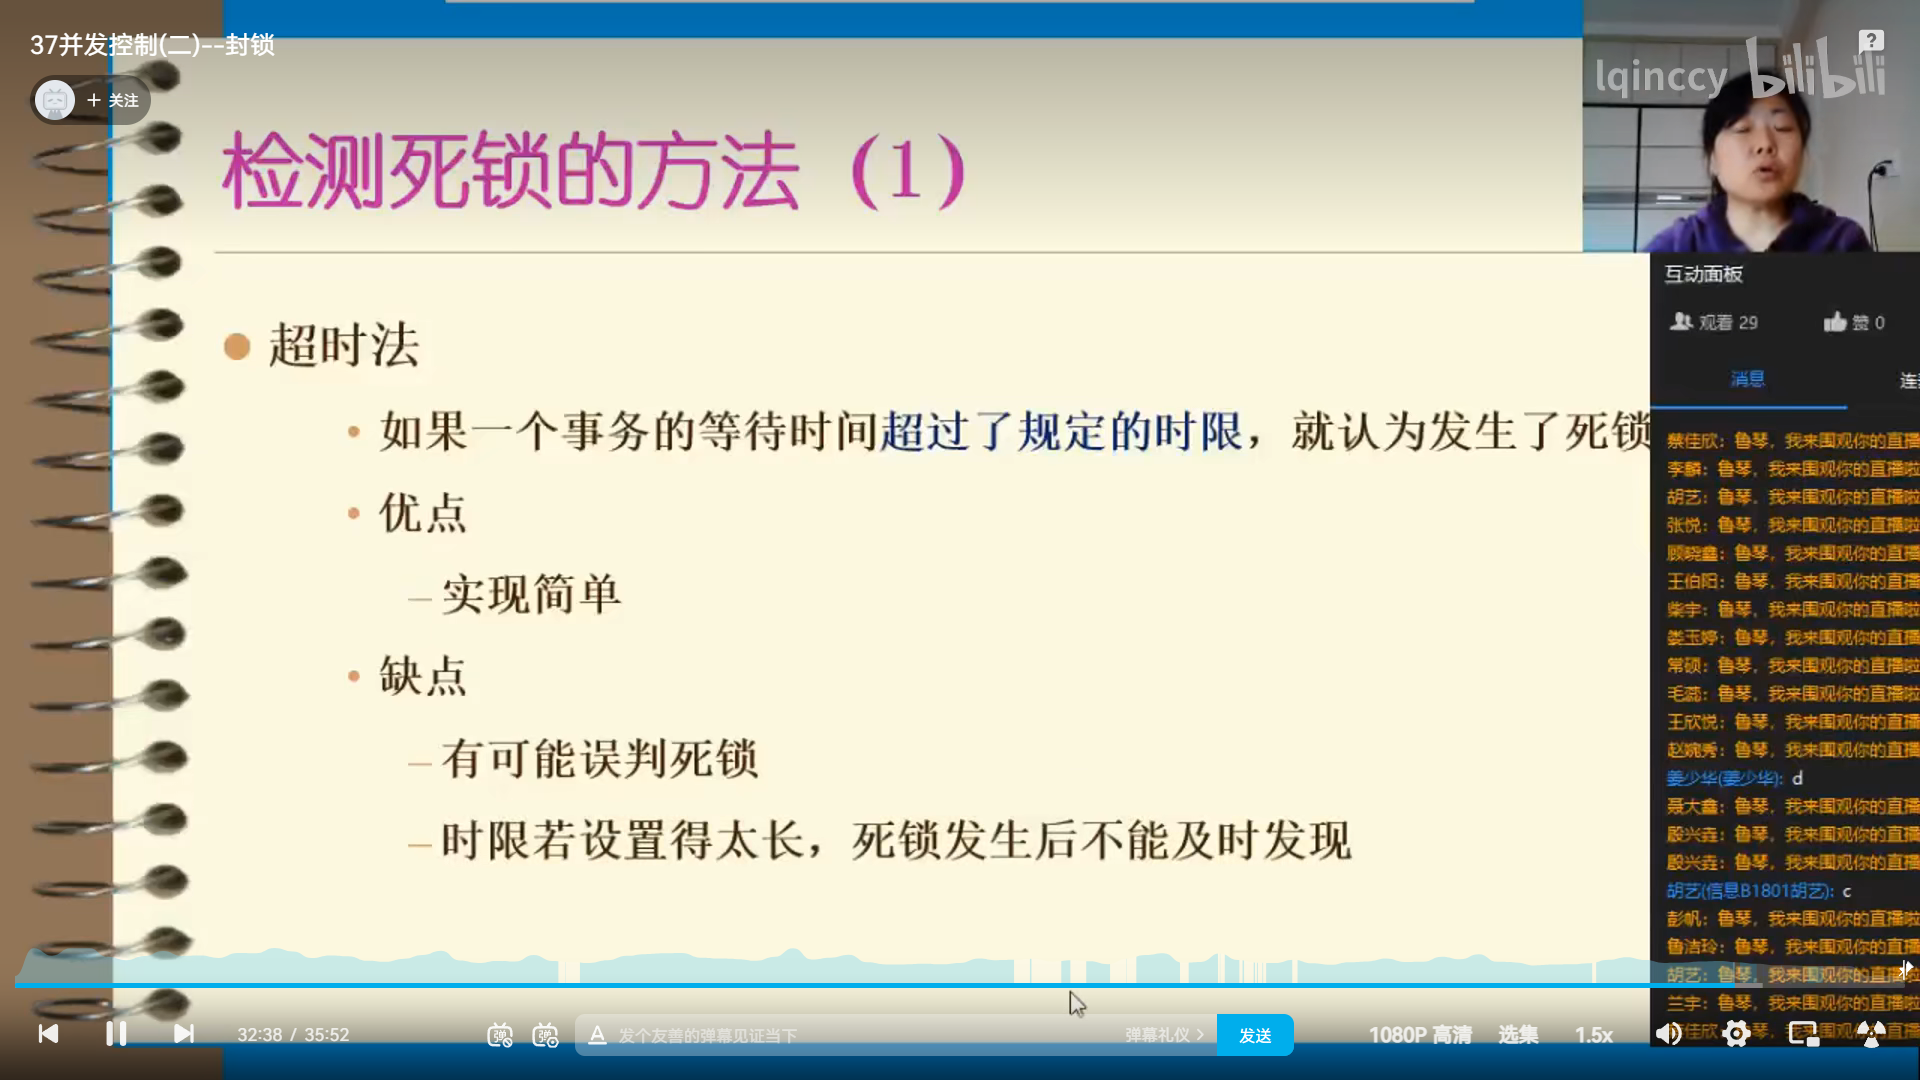 37并发控制(二)--封锁
+ 关注
lqinccy bilibili
检测死锁的方法（1）
超时法
如果一个事务的等待时间超过了规定的时限，就认为发生了死锁
优点
实现简单
缺点
有可能误判死锁
时限若设置得太长，死锁发生后不能及时发现
互动面板
观看 29
赞 0
消息
蔡佳欣：鲁琴，我来围观你的直播啦
李麟：鲁琴，我来围观你的直播啦
胡艺：鲁琴，我来围观你的直播啦
张悦：鲁琴，我来围观你的直播啦
顾晓鑫：鲁琴，我来围观你的直播啦
王伯阳：鲁琴，我来围观你的直播啦
柴宇：鲁琴，我来围观你的直播啦
娄玉婷：鲁琴，我来围观你的直播啦
常硕：鲁琴，我来围观你的直播啦
毛蕊：鲁琴，我来围观你的直播啦
王欣悦：鲁琴，我来围观你的直播啦
赵婉秀：鲁琴，我来围观你的直播啦
姜少华(姜少华)：d
聂大鑫：鲁琴，我来围观你的直播啦
殷兴垚：鲁琴，我来围观你的直播啦
殷兴垚：鲁琴，我来围观你的直播啦
胡艺(信息B1801胡艺)：c
彭帆：鲁琴，我来围观你的直播啦
鲁洁玲：鲁琴，我来围观你的直播啦
胡艺：鲁琴，我来围观你的直播啦
兰宇：鲁琴，我来围观你的直播啦
32:38 / 35:52
发个友善的弹幕见证当下
弹幕礼仪 >
发送
1080P 高清
选集
1.5x